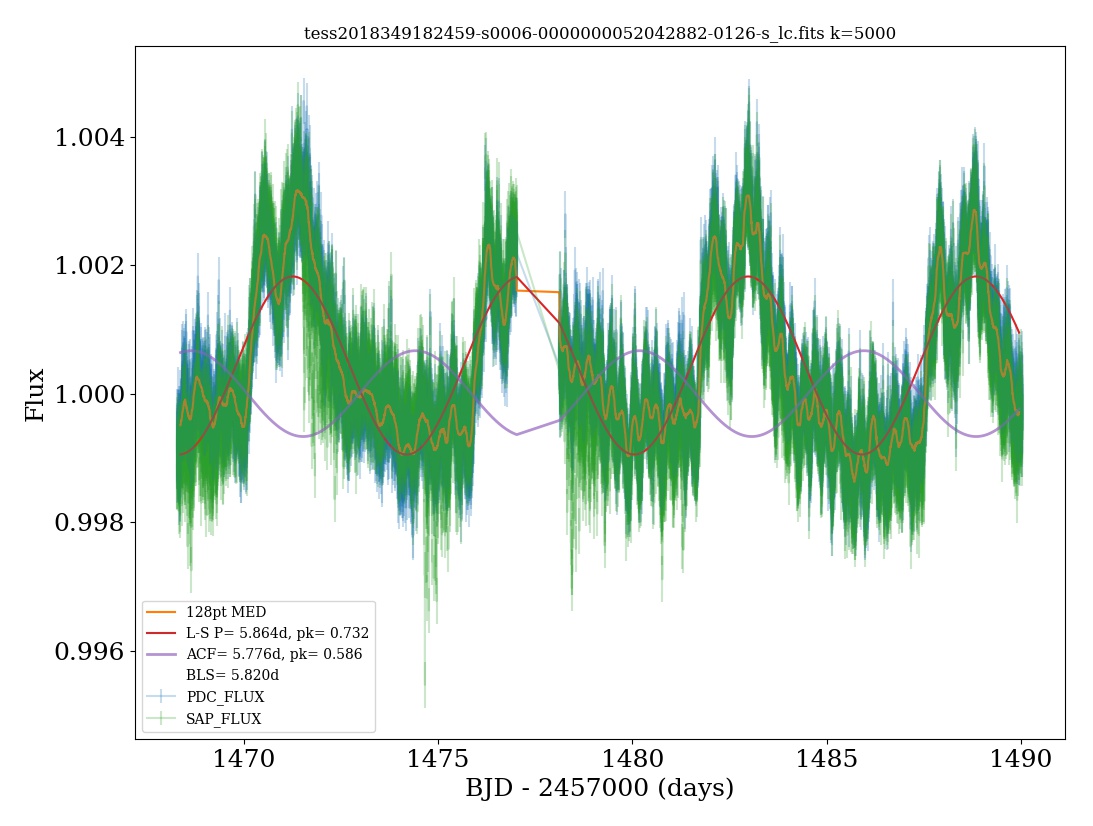 tess2018349182459-s0006-0000000052042882-0126-s_lc.fits k=5000
1.004
1.002
1.000
0.998
0.996
Flux
128pt MED
L-S P= 5.864d, pk= 0.732
ACF= 5.776d, pk= 0.586
BLS= 5.820d
PDC_FLUX
SAP_FLUX
1470
1475
1480
1485
1490
BJD - 2457000 (days)